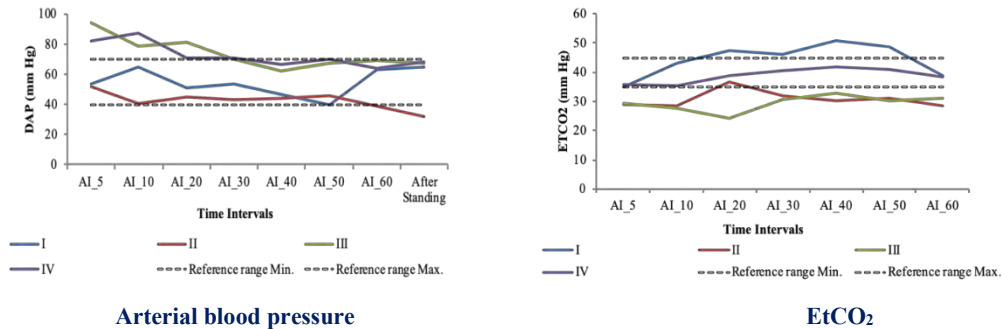 100
80
60
40
20
0
DAP (mm Hg)
AI_5 AI_10 AI_20 AI_30 AI_40 AI_50 AI_60 After Standing
Time Intervals
I II III
IV Reference range Min. Reference range Max.
Arterial blood pressure
60
50
40
30
20
10
0
ETCO2 (mm Hg)
AI_5 AI_10 AI_20 AI_30 AI_40 AI_50 AI_60
Time Intervals
I II III
IV Reference range Min. Reference range Max.
EtCO₂